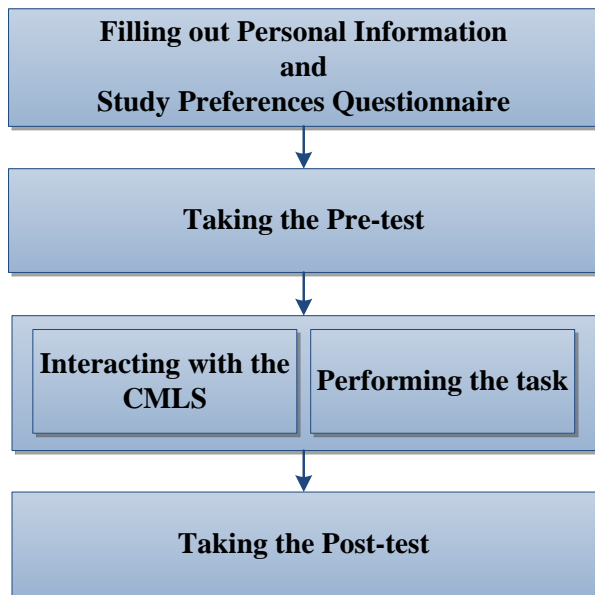 Filling out Personal Information
and
Study Preferences Questionnaire
Taking the Pre-test
Interacting with the
CMLS
Performing the task
Taking the Post-test